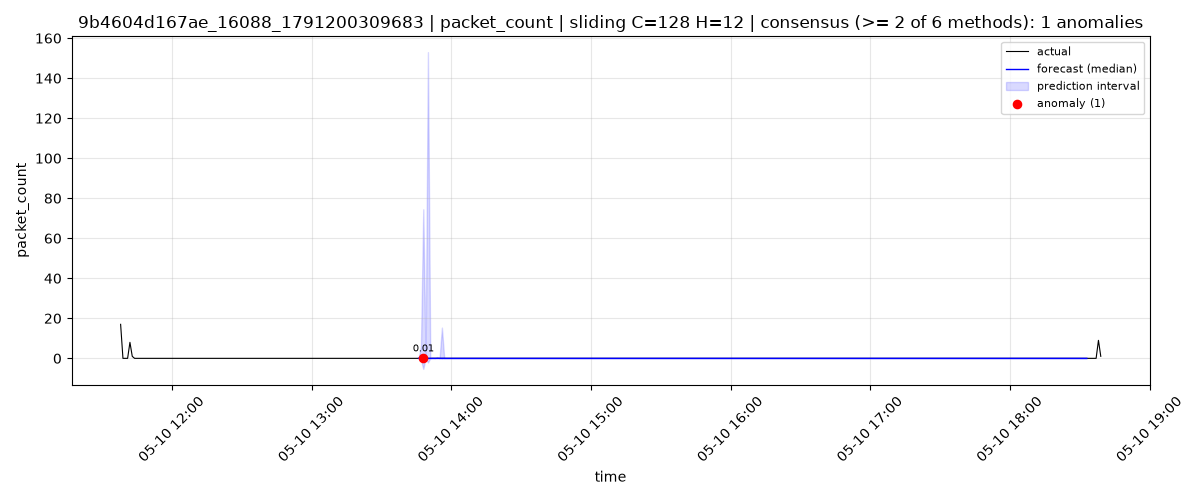 9b4604d167ae_16088_1791200309683 | packet_count | sliding C=128 H=12 | consensus (>= 2 of 6 methods): 1 anomalies
160
140
120
100
80
60
40
20
0
packet_count
actual
forecast (median)
prediction interval
anomaly (1)
0.01
05-10 12:00
05-10 13:00
05-10 14:00
05-10 15:00
05-10 16:00
05-10 17:00
05-10 18:00
05-10 19:00
time